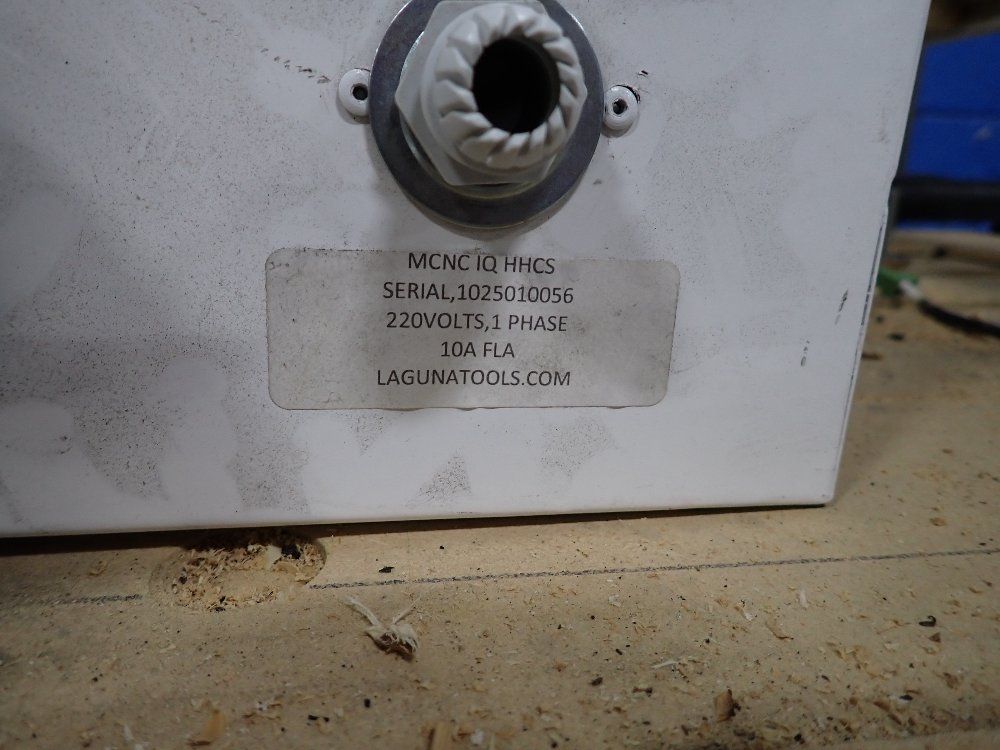 MCNC IQ HHCS
SERIAL,1025010056
220VOLTS,1 PHASE
10A FLA
LAGUNATOOLS.COM